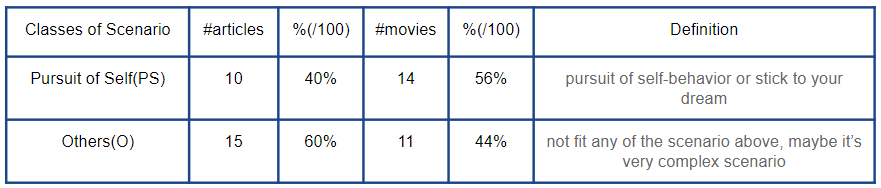 Classes of Scenario #articles %(/100) #movies %(/100) Definition
Pursuit of Self(PS) 10 40% 14 56% pursuit of self-behavior or stick to your
dream
Others(O) 15 60% 11 44% not fit any of the scenario above, maybe it's
very complex scenario